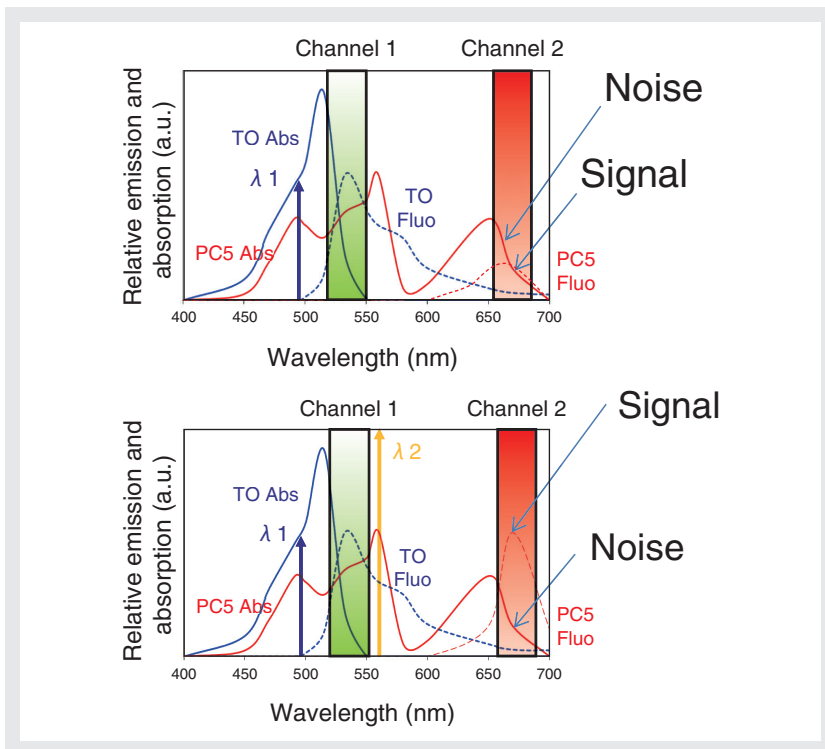 Channel 1
Channel 2
Noise
Signal
TO Abs
λ 1
PC5 Abs
TO
Fluo
PC5
Fluo
Relative emission and
absorption (a.u.)
400 450 500 550 600 650 700
Wavelength (nm)
Channel 1
Channel 2
Signal
Noise
λ 2
TO Abs
λ 1
PC5 Abs
TO
Fluo
PC5
Fluo
Relative emission and
absorption (a.u.)
400 450 500 550 600 650 700
Wavelength (nm)